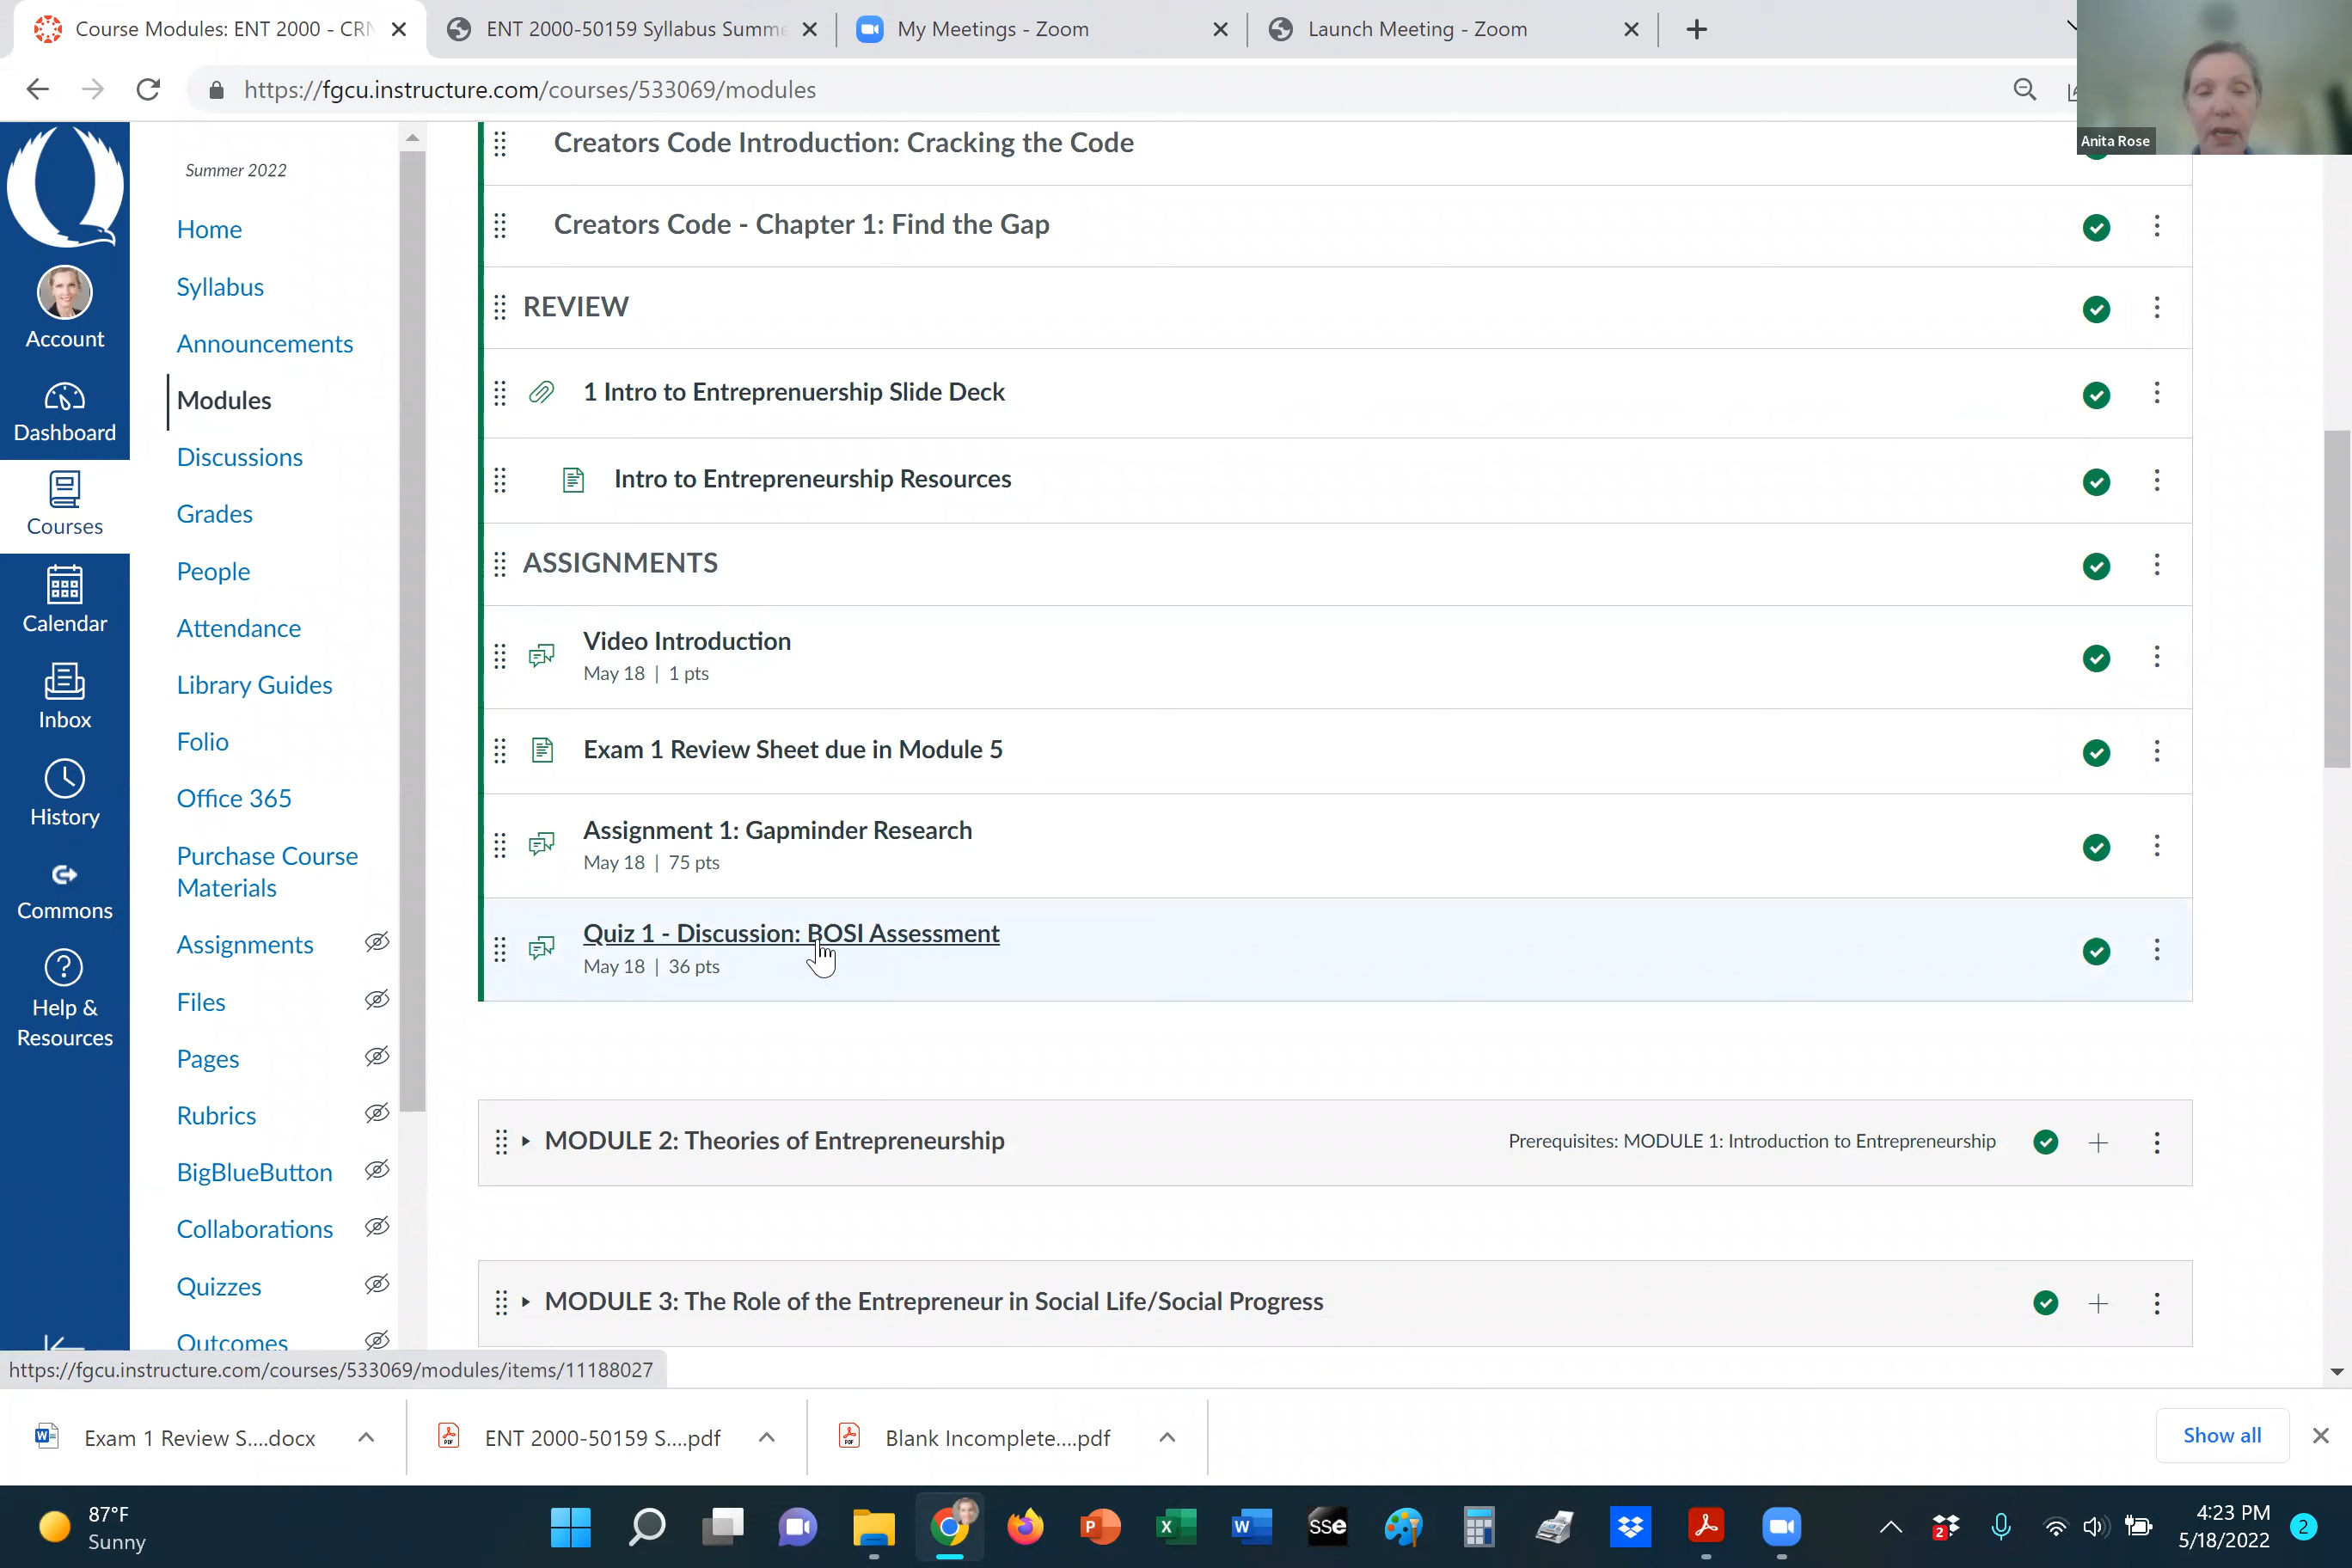 Course Modules: ENT 2000 - CRN
ENT 2000-50159 Syllabus Summe
My Meetings - Zoom
Launch Meeting - Zoom
https://fgcu.instructure.com/courses/533069/modules
Anita Rose
Account
Dashboard
Courses
Calendar
Inbox
History
Commons
Help &
Resources
Summer 2022
Home
Syllabus
Announcements
Modules
Discussions
Grades
People
Attendance
Library Guides
Folio
Office 365
Purchase Course
Materials
Assignments
Files
Pages
Rubrics
BigBlueButton
Collaborations
Quizzes
Outcomes
Creators Code Introduction: Cracking the Code
Creators Code - Chapter 1: Find the Gap
REVIEW
1 Intro to Entreprenuership Slide Deck
Intro to Entrepreneurship Resources
ASSIGNMENTS
Video Introduction
May 18 | 1 pts
Exam 1 Review Sheet due in Module 5
Assignment 1: Gapminder Research
May 18 | 75 pts
Quiz 1 - Discussion: BOSI Assessment
May 18 | 36 pts
MODULE 2: Theories of Entrepreneurship
Prerequisites: MODULE 1: Introduction to Entrepreneurship
MODULE 3: The Role of the Entrepreneur in Social Life/Social Progress
https://fgcu.instructure.com/courses/533069/modules/items/11188027
Exam 1 Review S....docx
ENT 2000-50159 S....pdf
Blank Incomplete....pdf
Show all
87°F
Sunny
sse
2
4:23 PM
5/18/2022
2